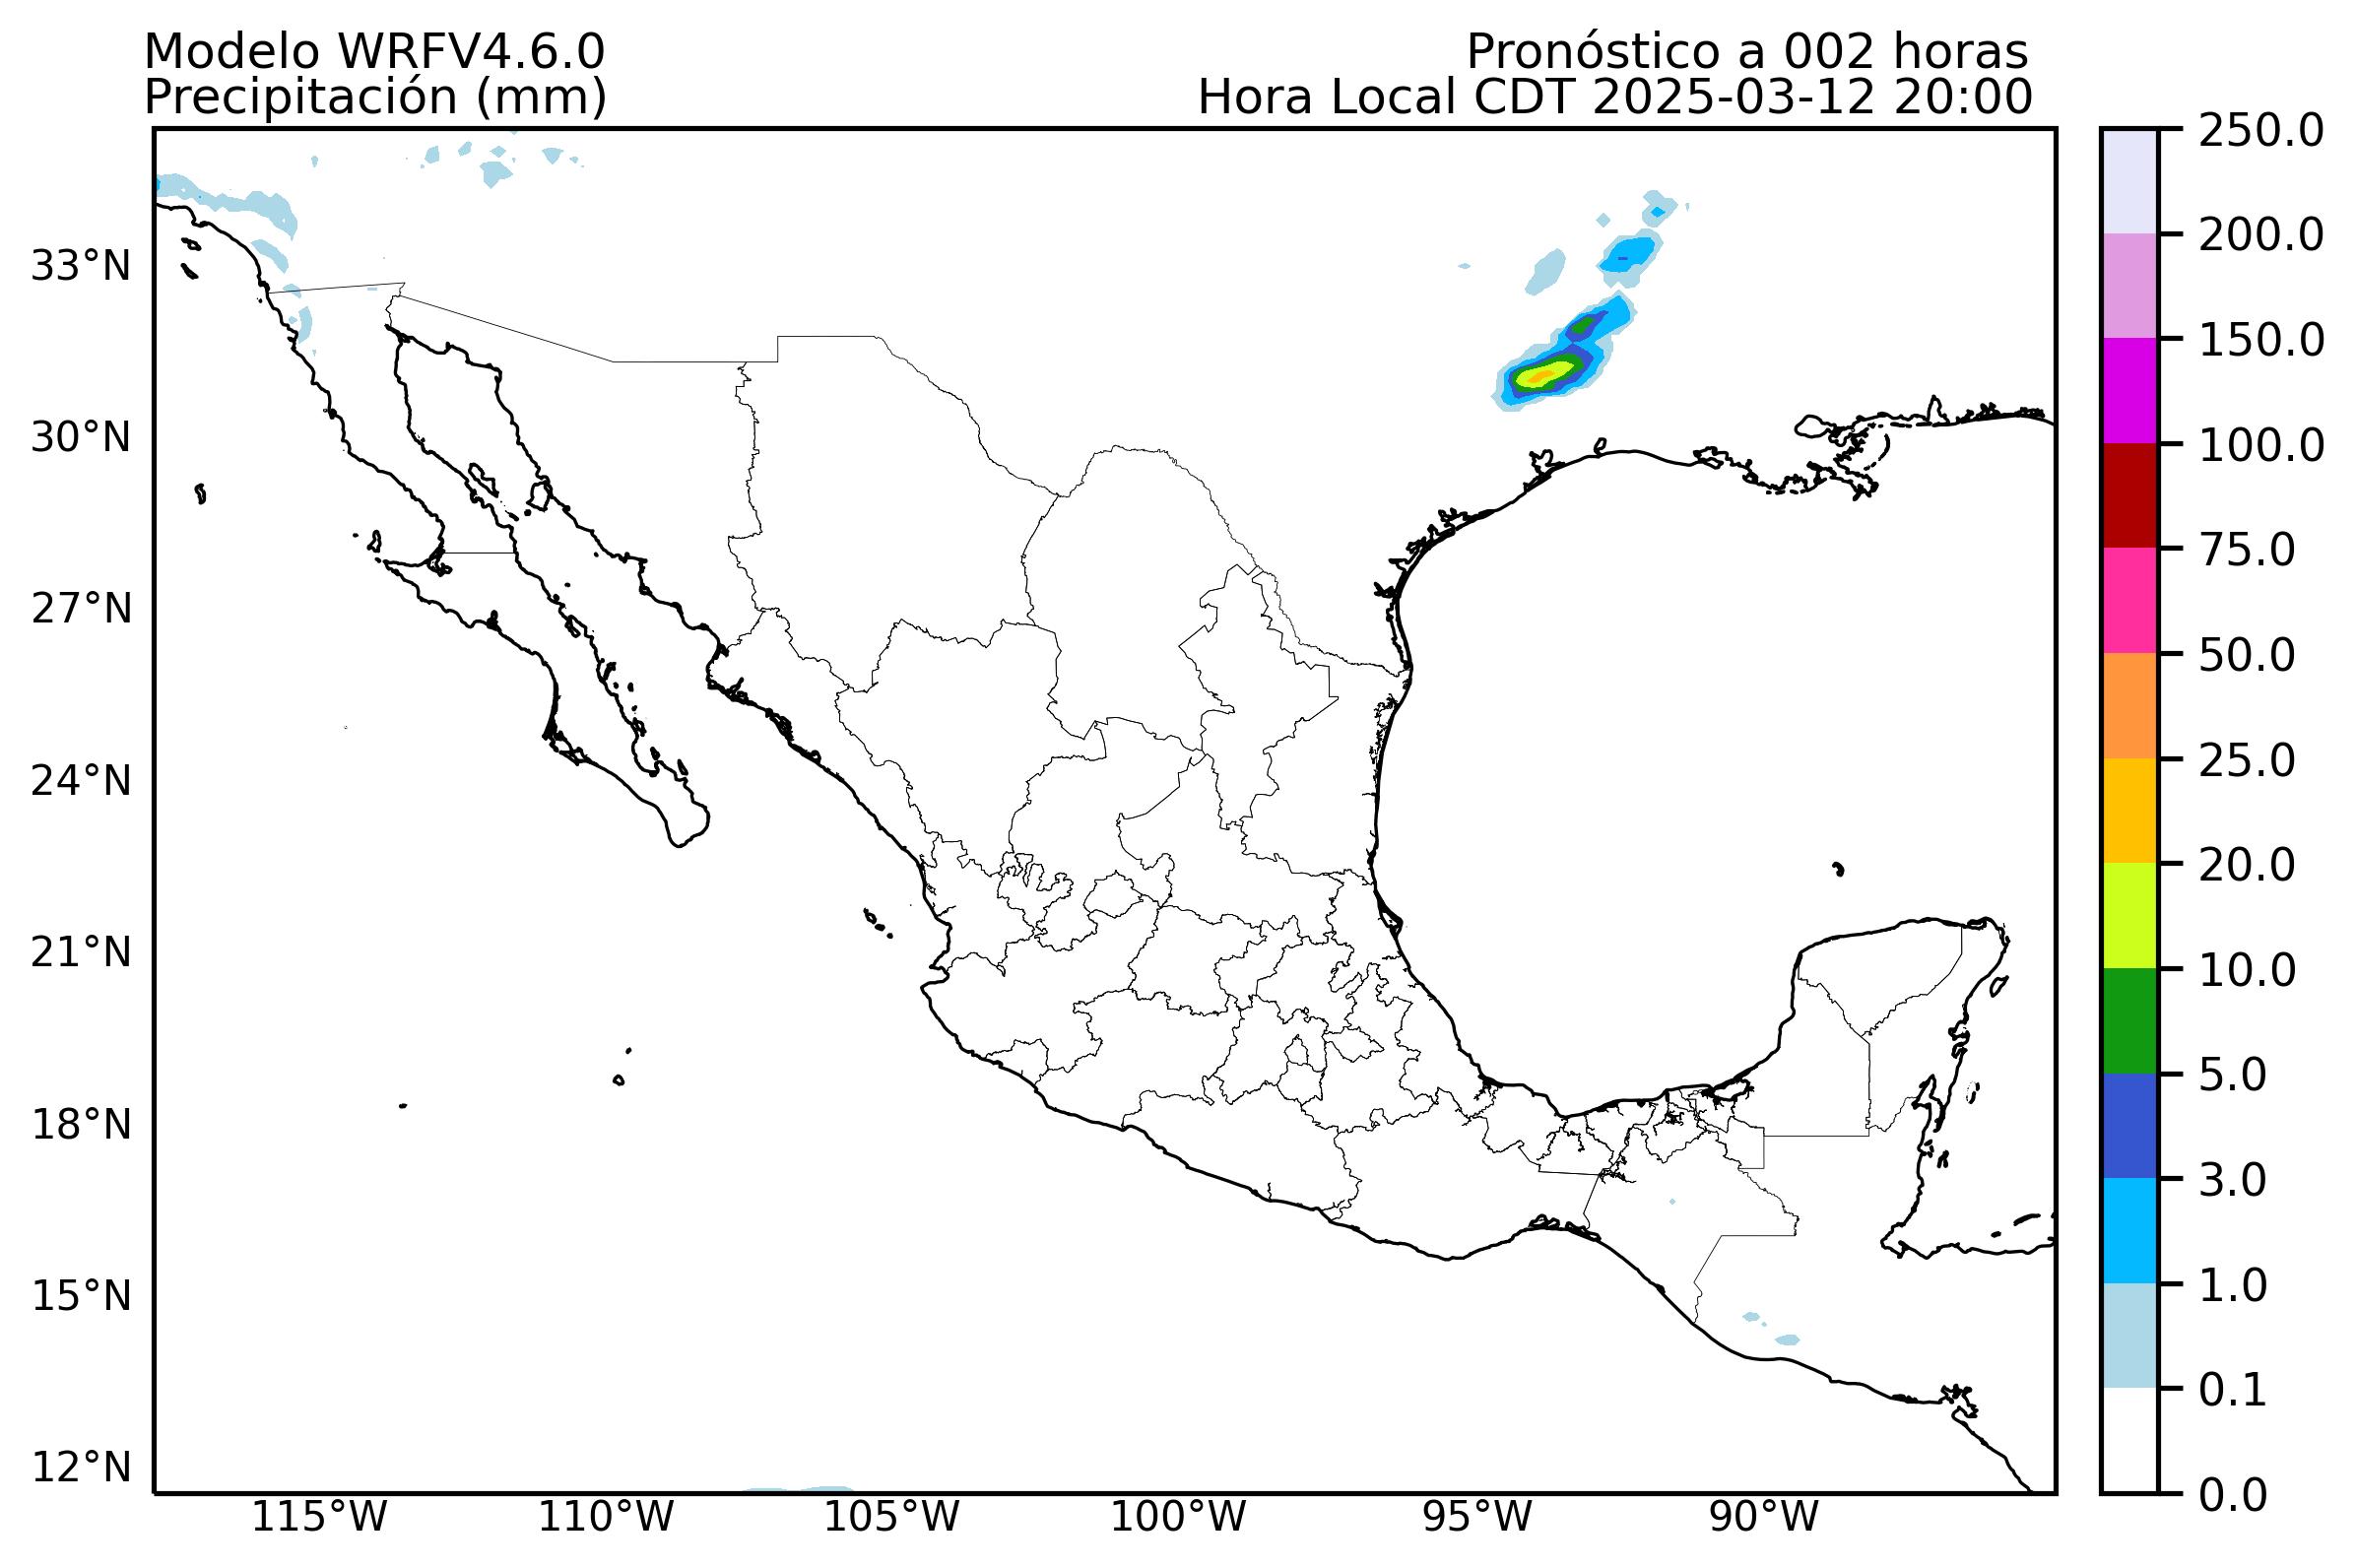 Modelo WRFV4.6.0
Precipitación (mm)
Pronóstico a 002 horas
Hora Local CDT 2025-03-12 20:00
33°N
30°N
27°N
24°N
21°N
18°N
15°N
12°N
115°W
110°W
105°W
100°W
95°W
90°W
250.0
200.0
150.0
100.0
75.0
50.0
25.0
20.0
10.0
5.0
3.0
1.0
0.1
0.0